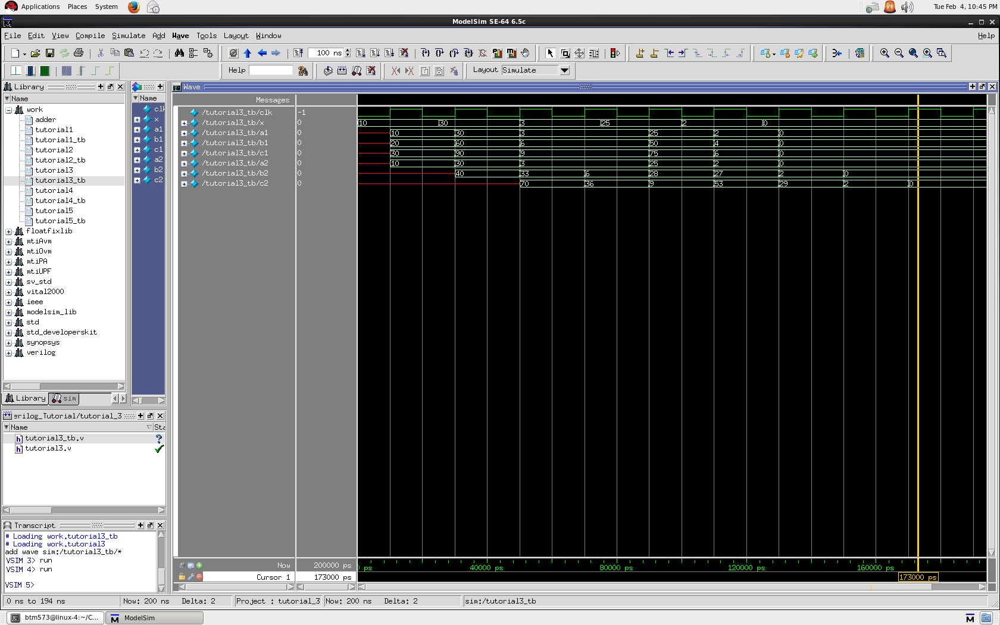 Applications Places System
Tue Feb 4, 10:45 PM
ModelSim SE-64 6.5c
File Edit View Compile Simulate Add Wave Tools Layout Window Help
100 ns
Help
Layout Simulate
Library
Name
work
adder
tutorial1
tutorial1_tb
tutorial2
tutorial2_tb
tutorial3
tutorial3_tb
tutorial4
tutorial4_tb
tutorial5
tutorial5_tb
floatfixlib
mtiAvm
mtiOvm
mtiPA
mtiUPF
sv_std
vital2000
ieee
modelsim_lib
std
std_developerskit
synopsys
verilog
Library sim
Name
clk
x
a1
b1
c1
a2
b2
c2
Wave
Messages
/tutorial3_tb/clk -1
/tutorial3_tb/x 0 10 30 3 25 2 0
/tutorial3_tb/a1 0 10 30 3 25 2 0
/tutorial3_tb/b1 0 20 60 6 50 4 0
/tutorial3_tb/c1 0 30 90 9 75 6 0
/tutorial3_tb/a2 0 10 30 3 25 2 0
/tutorial3_tb/b2 0 40 33 6 28 27 2 0
/tutorial3_tb/c2 0 70 36 9 53 29 2 0
Now 200000 ps
ps 40000 ps 80000 ps 120000 ps 160000 ps
Cursor 1 173000 ps
173000 ps
erilog_Tutorial/tutorial_3
Name Sta
tutorial3_tb.v
tutorial3.v
Transcript
# Loading work.tutorial3_tb
# Loading work.tutorial3
add wave sim:/tutorial3_tb/*
VSIM 3> run
VSIM 4> run
VSIM 5>
0 ns to 194 ns
Now: 200 ns Delta: 2
Project : tutorial_3
Now: 200 ns Delta: 2
sim:/tutorial3_tb
btm573@linux-4:~/C...
ModelSim